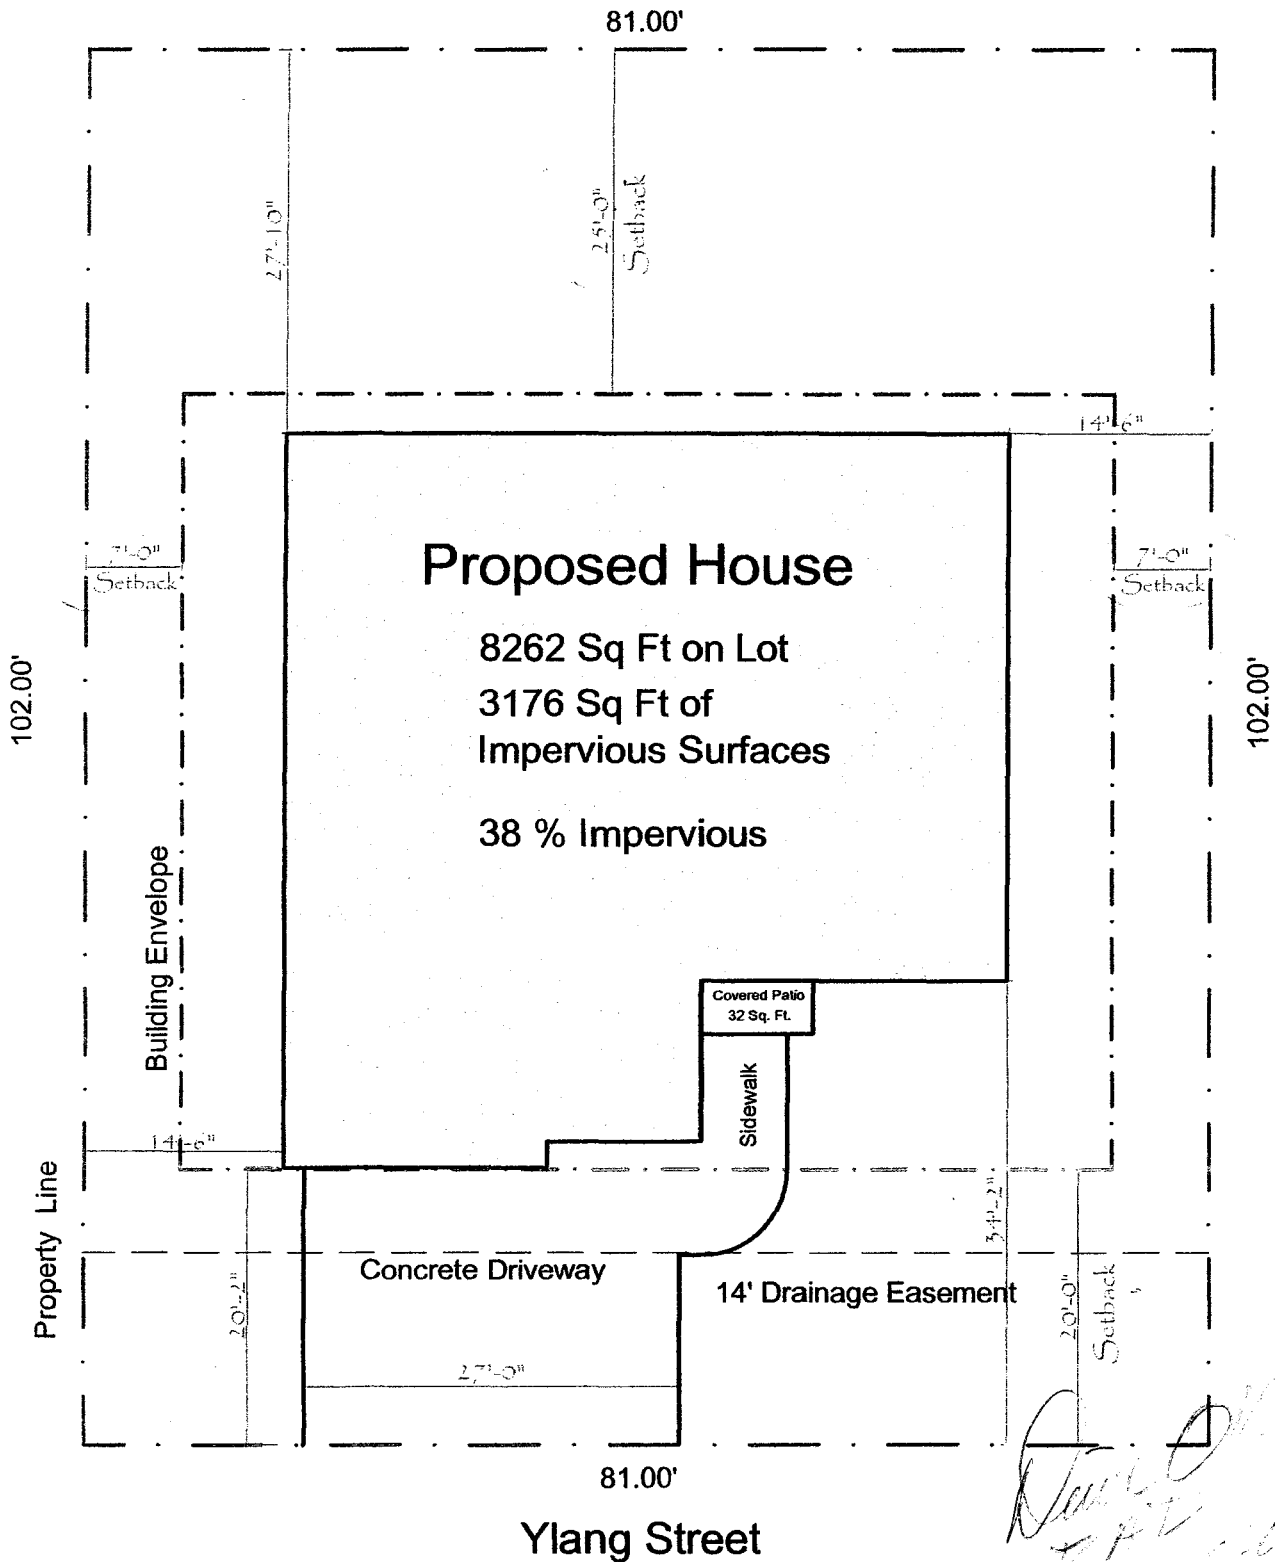 81.00'
27'-10"
25'-0"
Setback
14'-6"
7'-0"
Setback
7'-0"
Setback
Proposed House
8262 Sq Ft on Lot
3176 Sq Ft of
Impervious Surfaces
38 % Impervious
102.00'
102.00'
Building Envelope
Covered Patio
32 Sq. Ft.
Sidewalk
14'-6"
Property Line
20'-2"
Concrete Driveway
27'-0"
14' Drainage Easement
34'-2"
20'-0"
Setback
81.00'
Ylang Street